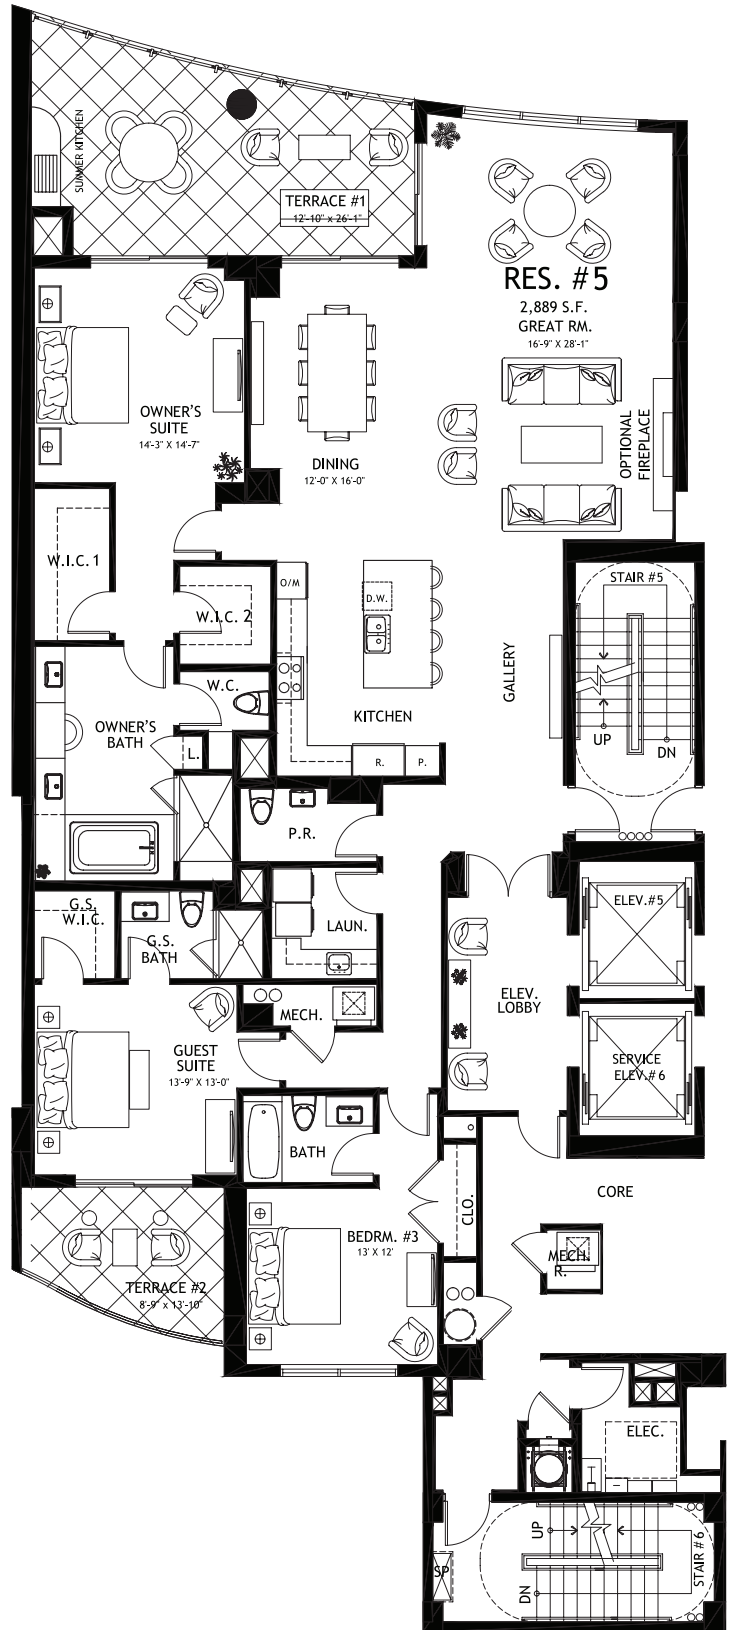 SUMMER KITCHEN
TERRACE #1
12'-10" x 26'-1"
RES. #5
2,889 S.F.
GREAT RM.
16'-9" X 28'-1"
OWNER'S
SUITE
14'-3" X 14'-7"
OPTIONAL
FIREPLACE
DINING
12'-0" X 16'-0"
W.I.C. 1
O/M
D.W.
STAIR #5
W.I.C. 2
GALLERY
W.C.
KITCHEN
OWNER'S
BATH
UP
DN
L.
R.
P.
P.R.
G.S.
W.I.C.
ELEV.#5
LAUN.
G.S.
BATH
ELEV.
LOBBY
MECH.
GUEST
SUITE
13'-9" X 13'-0"
SERVICE
ELEV.#6
BATH
CORE
CLO.
BEDRM. #3
13' X 12'
MECH.
R.
TERRACE #2
8'-9" x 13'-10"
ELEC.
UP
STAIR #6
SP
DN